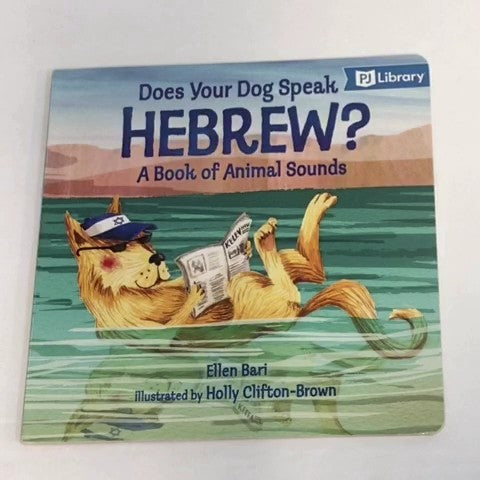 PJ Library
Does Your Dog Speak
HEBREW?
A Book of Animal Sounds
Ellen Bari
Illustrated by Holly Clifton-Brown